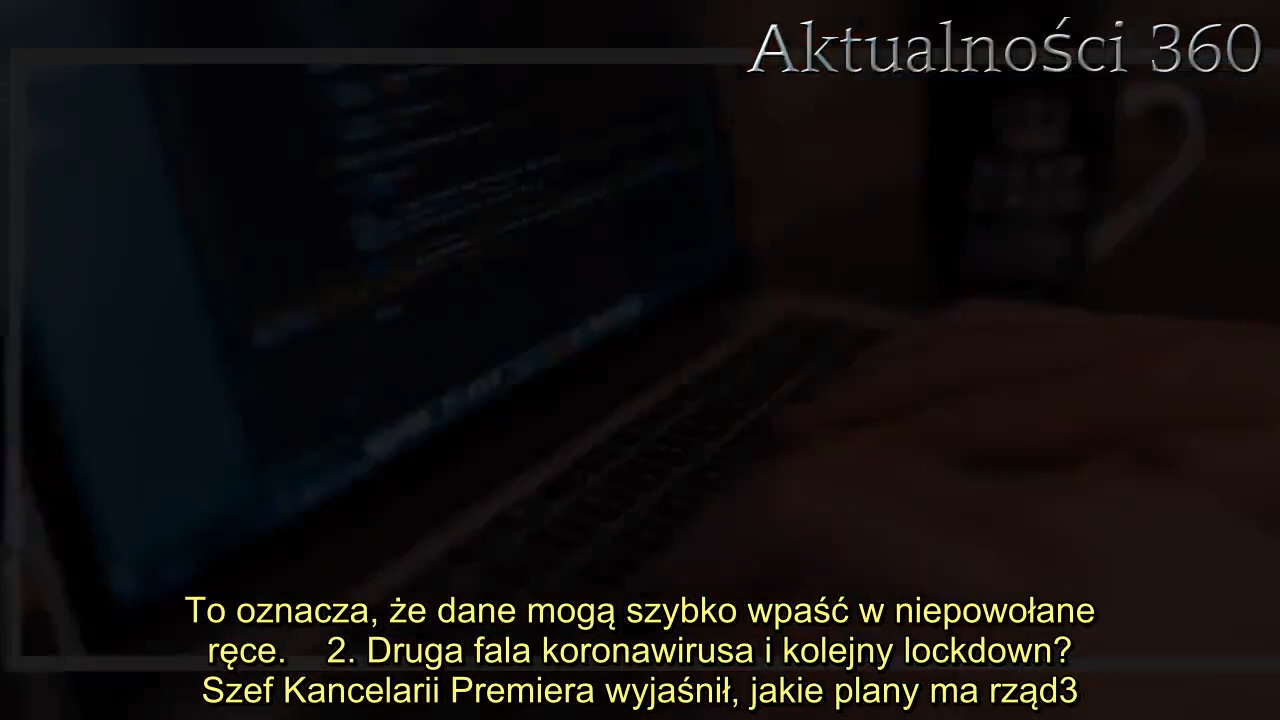 Aktualności 360
To oznacza, że dane mogą szybko wpaść w niepowołane
ręce. 2. Druga fala koronawirusa i kolejny lockdown?
Szef Kancelarii Premiera wyjaśnił, jakie plany ma rząd3